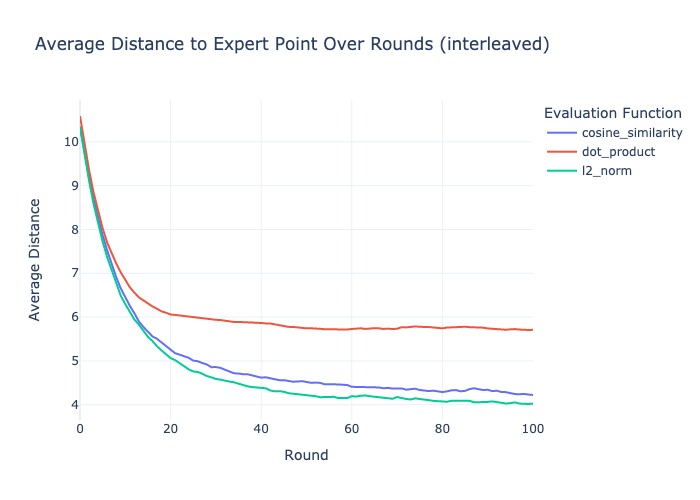 Average Distance to Expert Point Over Rounds (interleaved)
Evaluation Function
cosine_similarity
dot_product
l2_norm
Average Distance
10
9
8
7
6
5
4
0
20
40
60
80
100
Round